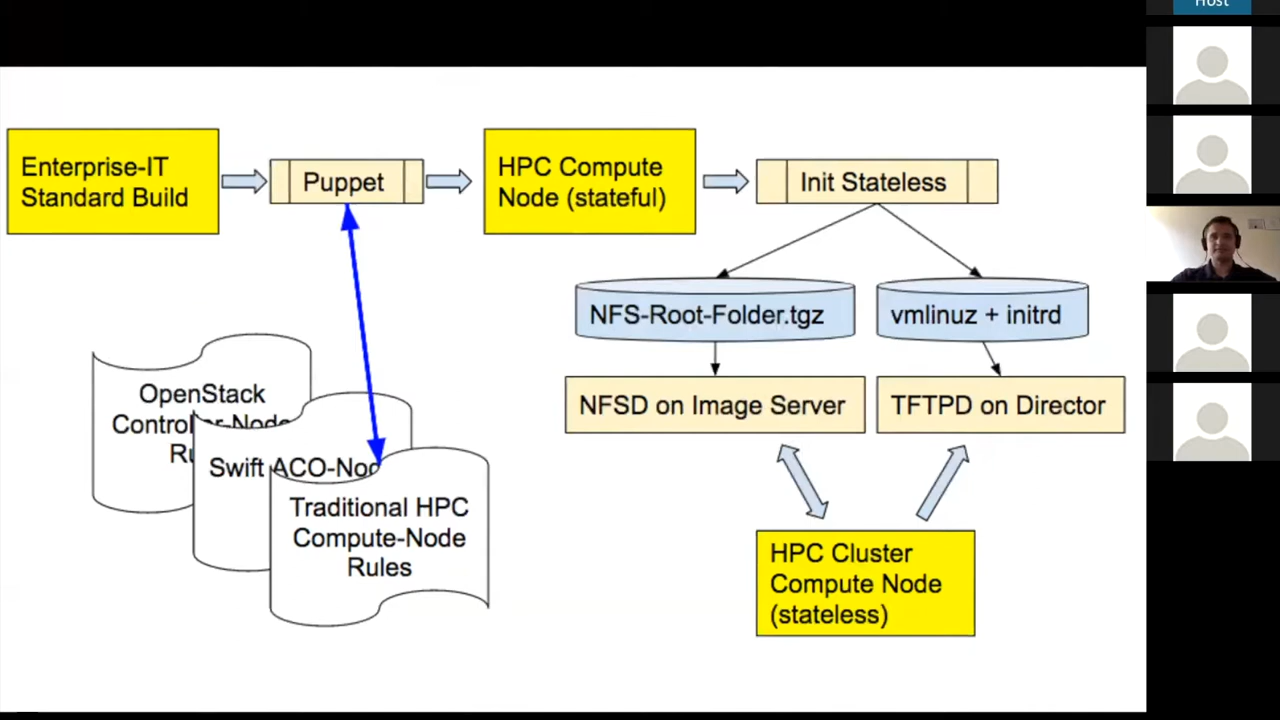 Host
Enterprise-IT
Standard Build
Puppet
HPC Compute
Node (stateful)
Init Stateless
NFS-Root-Folder.tgz
vmlinuz + initrd
NFSD on Image Server
TFTPD on Director
OpenStack
Node
Swift
Traditional HPC
Compute-Node
Rules
HPC Cluster
Compute Node
(stateless)